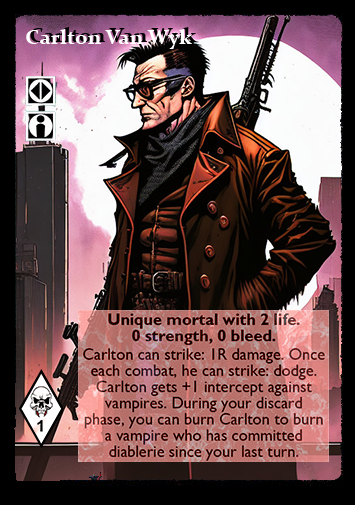 Carlton Van Wyk
Unique mortal with 2 life.
0 strength, 0 bleed.
Carlton can strike: 1R damage. Once
each combat, he can strike: dodge.
Carlton gets +1 intercept against
vampires. During your discard
phase, you can burn Carlton to burn
a vampire who has committed
diablerie since your last turn.
1